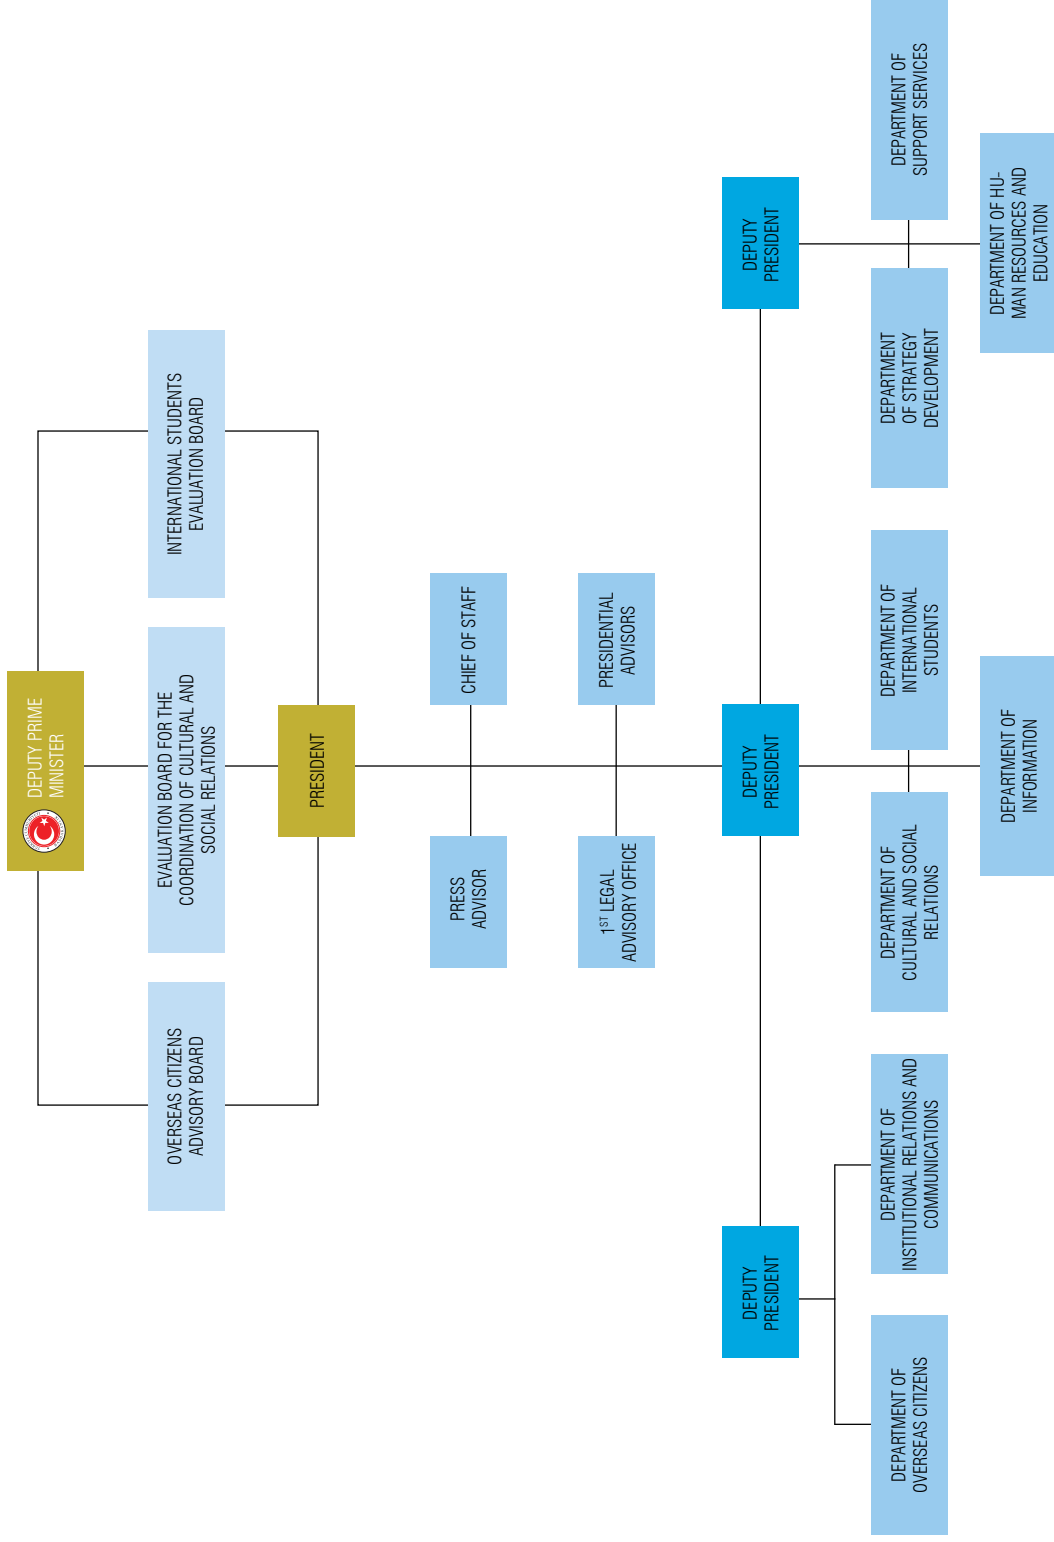 DEPUTY PRIME
MINISTER
OVERSEAS CITIZENS
ADVISORY BOARD
EVALUATION BOARD FOR THE
COORDINATION OF CULTURAL AND
SOCIAL RELATIONS
INTERNATIONAL STUDENTS
EVALUATION BOARD
PRESIDENT
PRESS
ADVISOR
CHIEF OF STAFF
1ST LEGAL
ADVISORY OFFICE
PRESIDENTIAL
ADVISORS
DEPUTY
PRESIDENT
DEPUTY
PRESIDENT
DEPUTY
PRESIDENT
DEPARTMENT OF
OVERSEAS CITIZENS
DEPARTMENT OF
INSTITUTIONAL RELATIONS AND
COMMUNICATIONS
DEPARTMENT OF
CULTURAL AND SOCIAL
RELATIONS
DEPARTMENT OF
INTERNATIONAL
STUDENTS
DEPARTMENT
OF STRATEGY
DEVELOPMENT
DEPARTMENT OF
SUPPORT SERVICES
DEPARTMENT OF
INFORMATION
DEPARTMENT OF HU-
MAN RESOURCES AND
EDUCATION